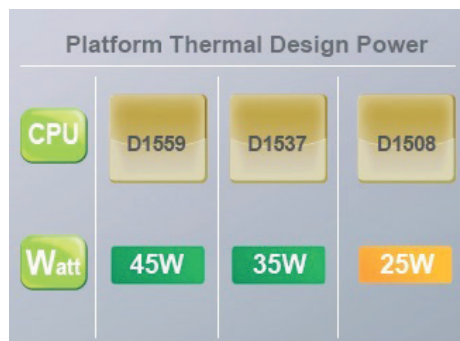 Platform Thermal Design Power
CPU D1559 D1537 D1508
Watt 45W 35W 25W